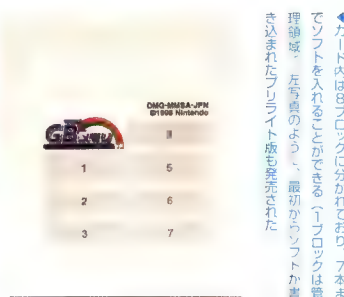 ◆カード内は8ブロックに分かれており、7本ま
でソフトを入れることができる(1ブロックは管
理領域。左写真のように、最初からソフトが書
き込まれたプリライト版も発売された
DMG-MMSA-JPN
©1998 Nintendo
GB
1
5
2
6
3
7